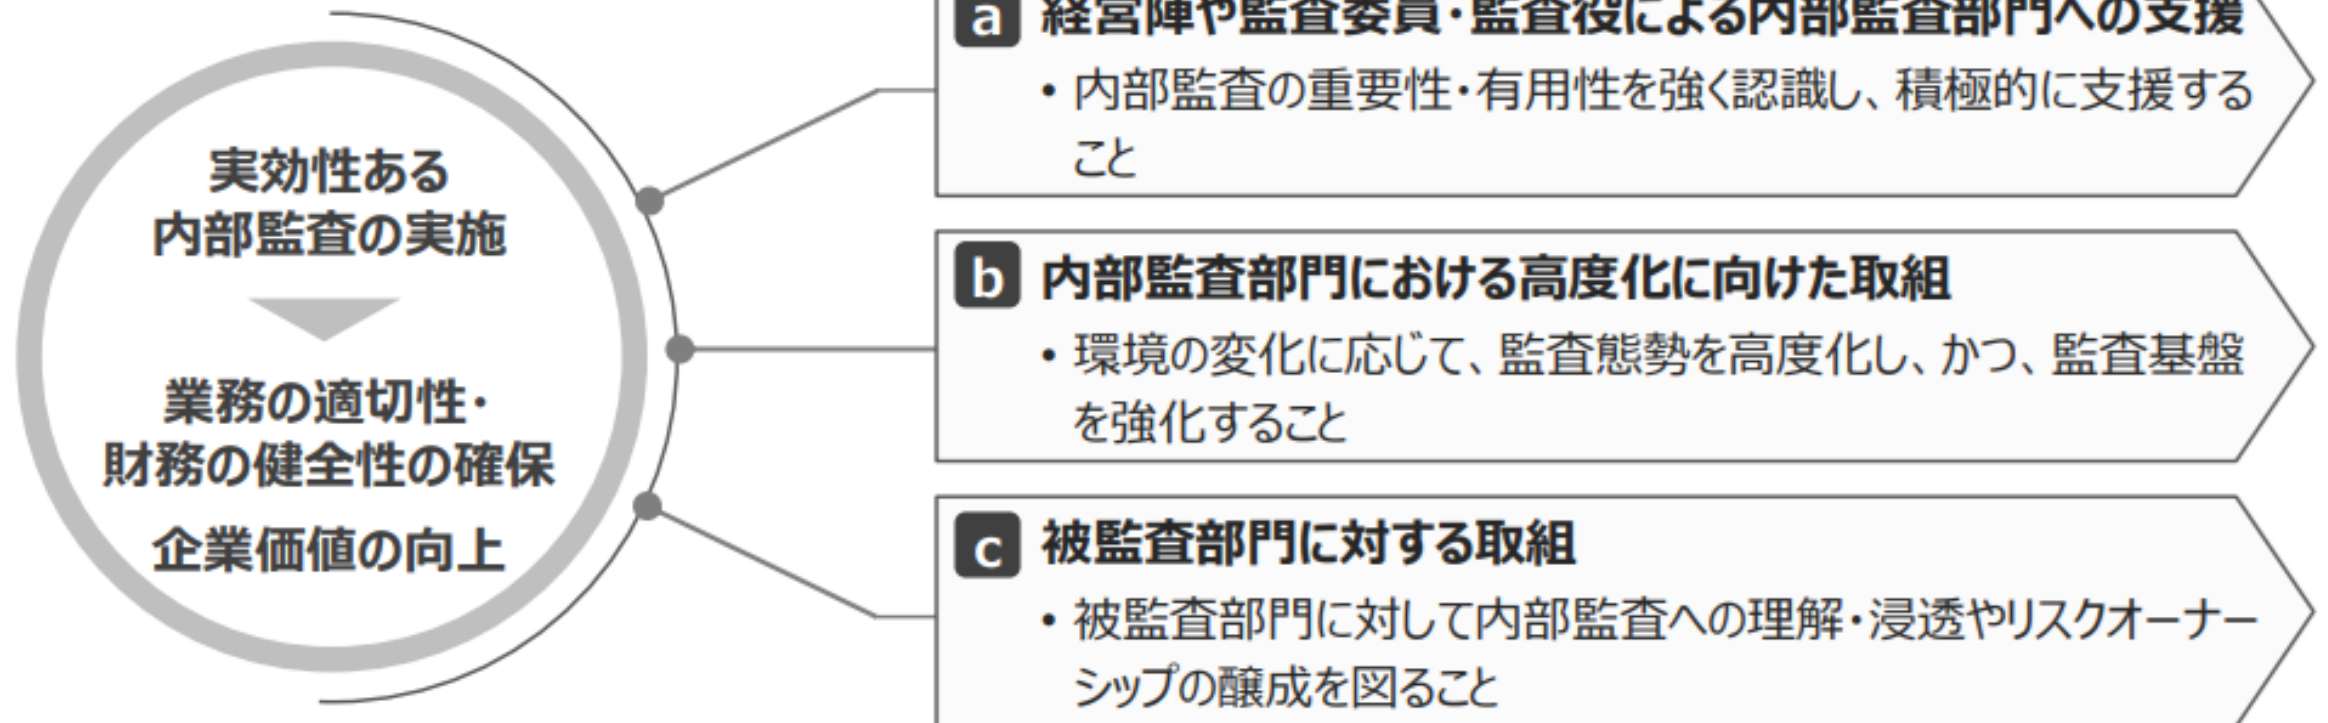 実効性ある
内部監査の実施
業務の適切性・
財務の健全性の確保
企業価値の向上
a 経営陣や監査委員・監査役による内部監査部門への支援
• 内部監査の重要性・有用性を強く認識し、積極的に支援する
こと
b 内部監査部門における高度化に向けた取組
• 環境の変化に応じて、監査態勢を高度化し、かつ、監査基盤
を強化すること
c 被監査部門に対する取組
• 被監査部門に対して内部監査への理解・浸透やリスクオーナー
シップの醸成を図ること